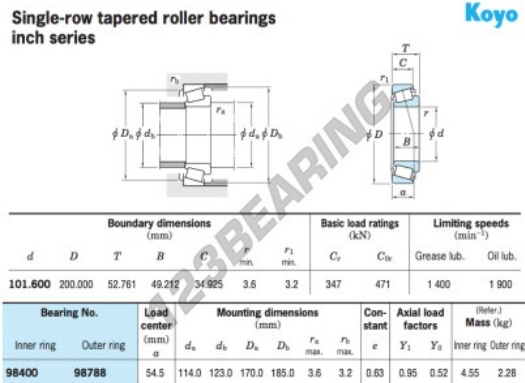 Single-row tapered roller bearings
inch series
Koyo
T
C
r1
r
B
φD
φd
a
rb
ra
φDa φdb
φda φDb
123BEARING
Boundary dimensions
(mm)
Basic load ratings
(kN)
Limiting speeds
(min⁻¹)
d D T B C r min. r1 min. Cr C0r Grease lub. Oil lub.
101.600 200.000 52.761 49.212 34.925 3.6 3.2 347 471 1 400 1 900
Bearing No.
Load center (mm) a
Mounting dimensions
(mm)
Constant e
Axial load factors
(Refer.)
Mass (kg)
Inner ring Outer ring da db Da Db ra max. rb max. Y1 Y0 Inner ring Outer ring
98400 98788 54.5 114.0 123.0 170.0 185.0 3.6 3.2 0.63 0.95 0.52 4.55 2.28